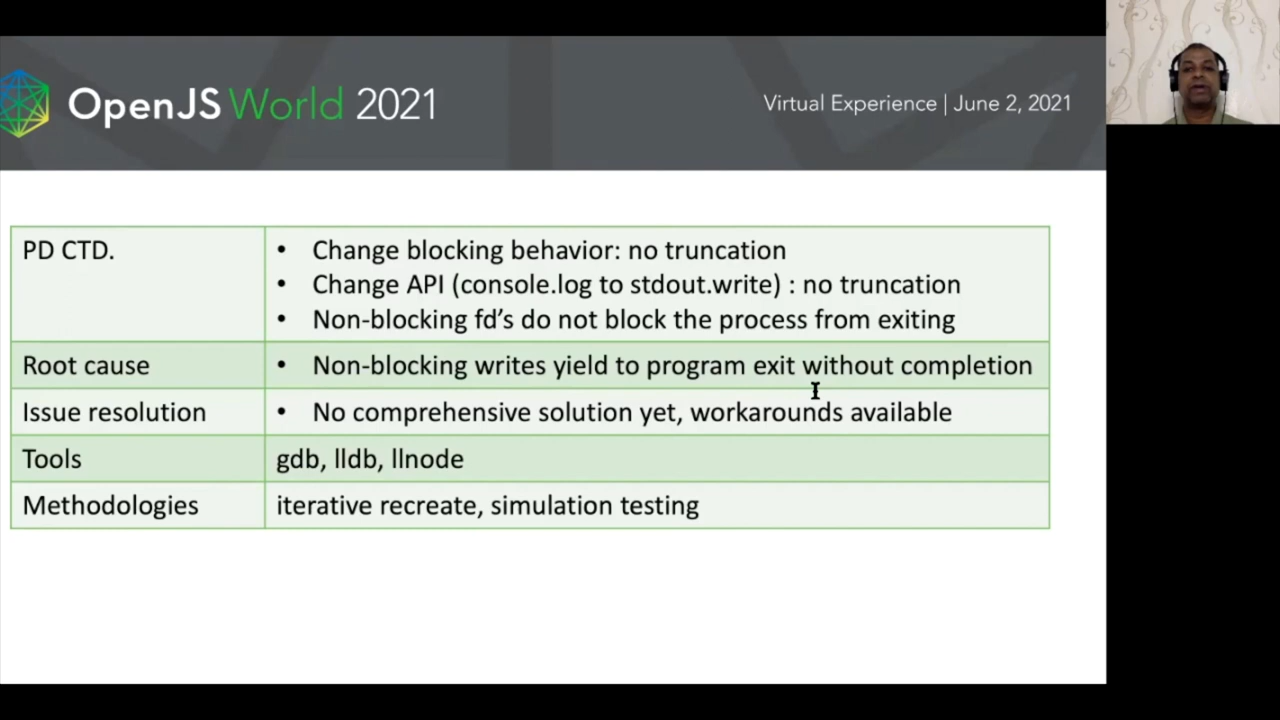 OpenJS World 2021
Virtual Experience | June 2, 2021
PD CTD.
• Change blocking behavior: no truncation
• Change API (console.log to stdout.write) : no truncation
• Non-blocking fd’s do not block the process from exiting
Root cause
• Non-blocking writes yield to program exit without completion
Issue resolution
• No comprehensive solution yet, workarounds available
Tools
gdb, lldb, llnode
Methodologies
iterative recreate, simulation testing